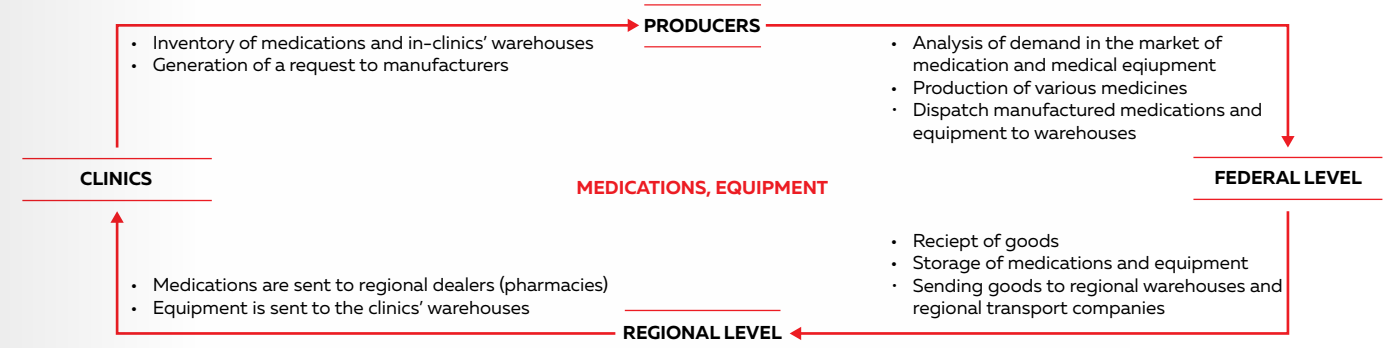 PRODUCERS
• Inventory of medications and in-clinics’ warehouses
• Generation of a request to manufacturers
• Analysis of demand in the market of
medication and medical eqiupment
• Production of various medicines
• Dispatch manufactured medications and
equipment to warehouses
CLINICS
MEDICATIONS, EQUIPMENT
FEDERAL LEVEL
• Medications are sent to regional dealers (pharmacies)
• Equipment is sent to the clinics’ warehouses
• Reciept of goods
• Storage of medications and equipment
• Sending goods to regional warehouses and
regional transport companies
REGIONAL LEVEL